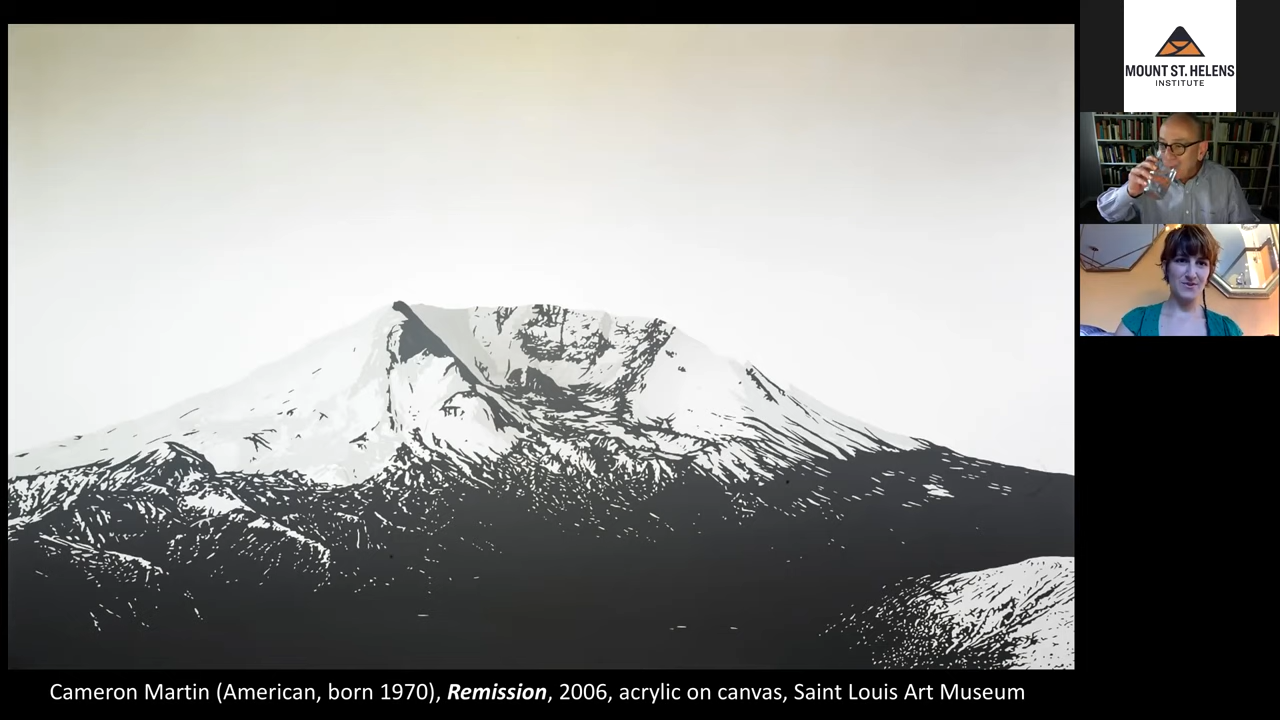 MOUNT ST. HELENS
INSTITUTE
Cameron Martin (American, born 1970), Remission, 2006, acrylic on canvas, Saint Louis Art Museum